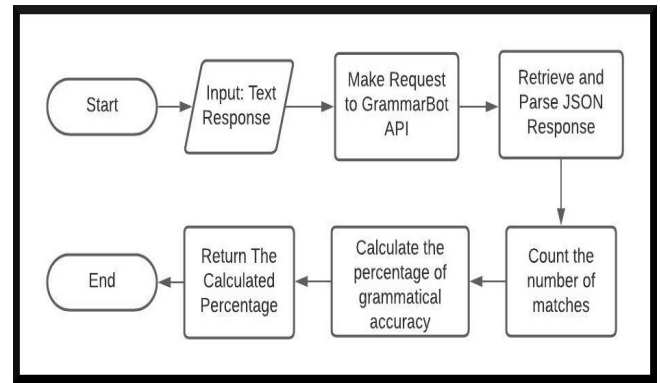 Start
Input: Text
Response
Make Request
to GrammarBot
API
Retrieve and
Parse JSON
Response
Count the
number of
matches
Calculate the
percentage of
grammatical
accuracy
Return The
Calculated
Percentage
End